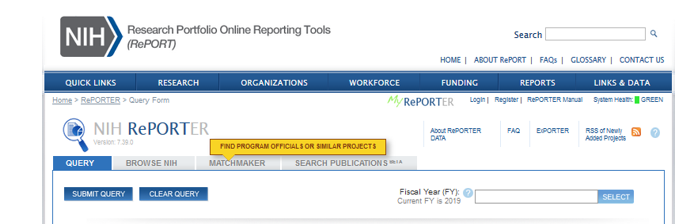 NIH
Research Portfolio Online Reporting Tools
(RePORT)
Search
HOME | ABOUT RePORT | FAQs | GLOSSARY | CONTACT US
QUICK LINKS RESEARCH ORGANIZATIONS WORKFORCE FUNDING REPORTS LINKS & DATA
Home > RePORTER > Query Form
My RePORTER Login | Register | RePORTER Manual System Health: GREEN
NIH RePORTER
Version: 7.39.0
About RePORTER DATA
FAQ
ExPORTER
RSS of Newly Added Projects
?
FIND PROGRAM OFFICIALS OR SIMILAR PROJECTS
QUERY BROWSE NIH MATCHMAKER SEARCH PUBLICATIONS BETA
SUBMIT QUERY CLEAR QUERY
Fiscal Year (FY): ? SELECT
Current FY is 2019